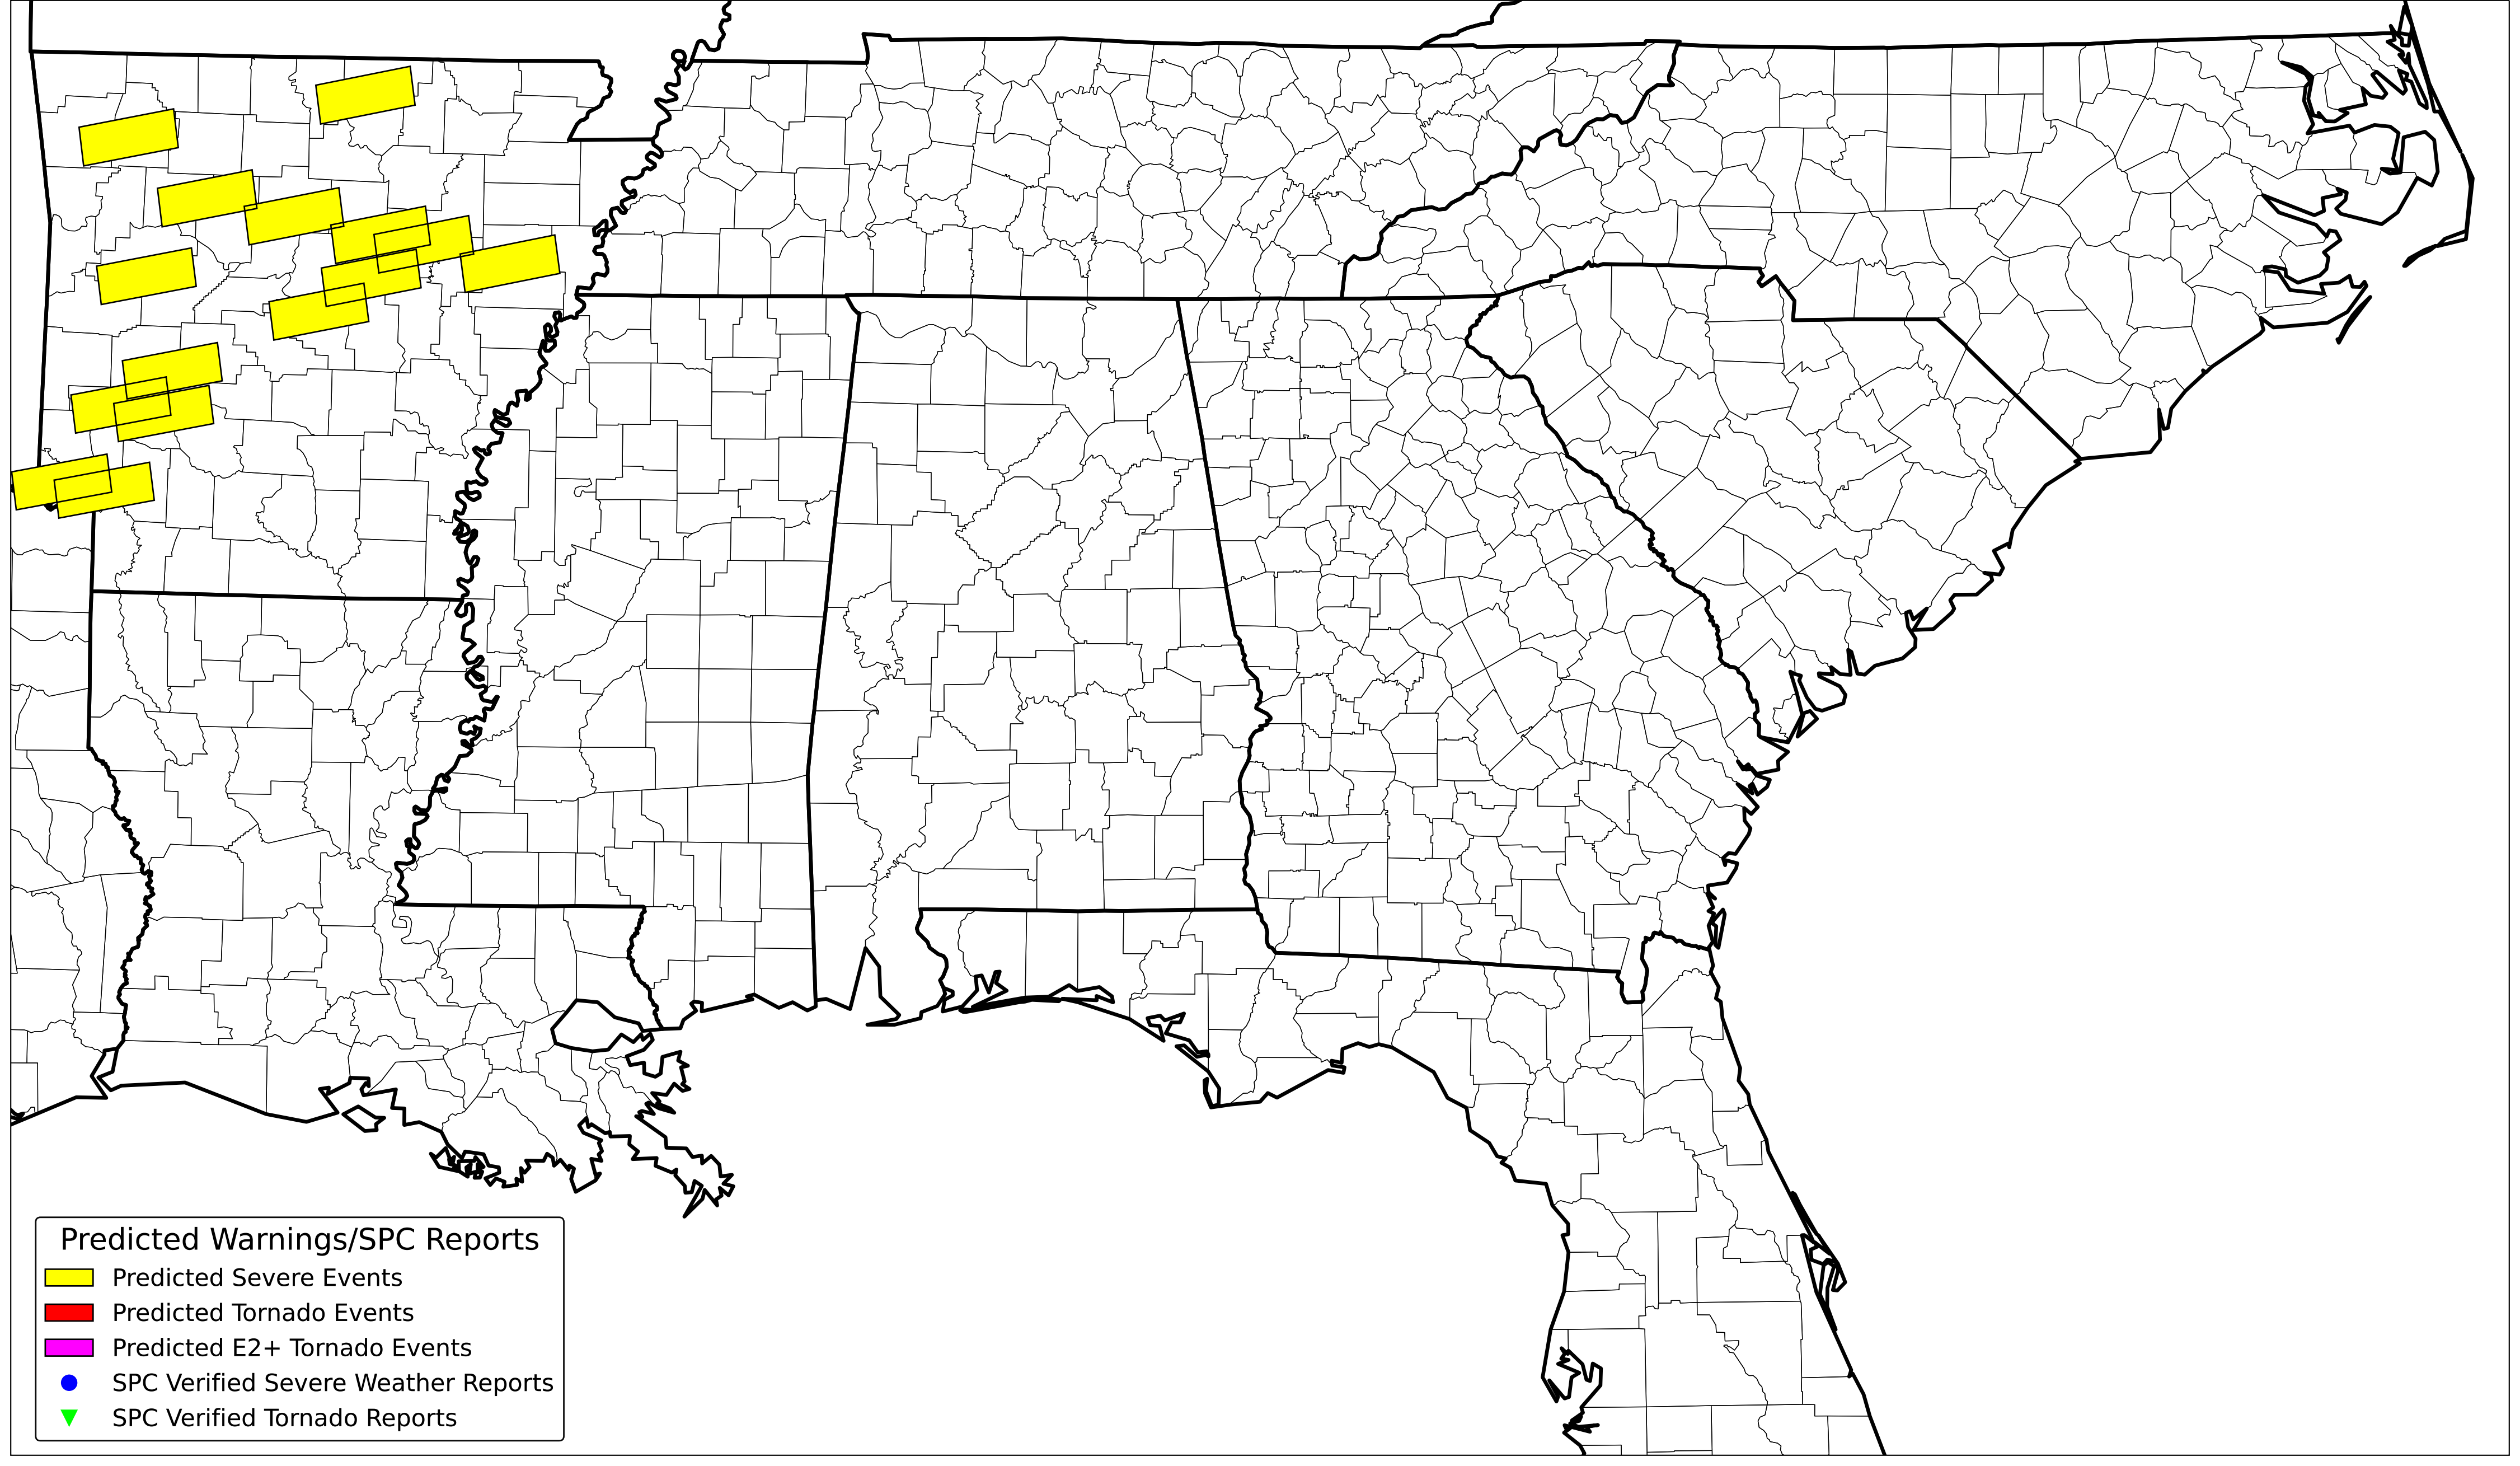 Predicted Warnings/SPC Reports
Predicted Severe Events
Predicted Tornado Events
Predicted E2+ Tornado Events
SPC Verified Severe Weather Reports
SPC Verified Tornado Reports